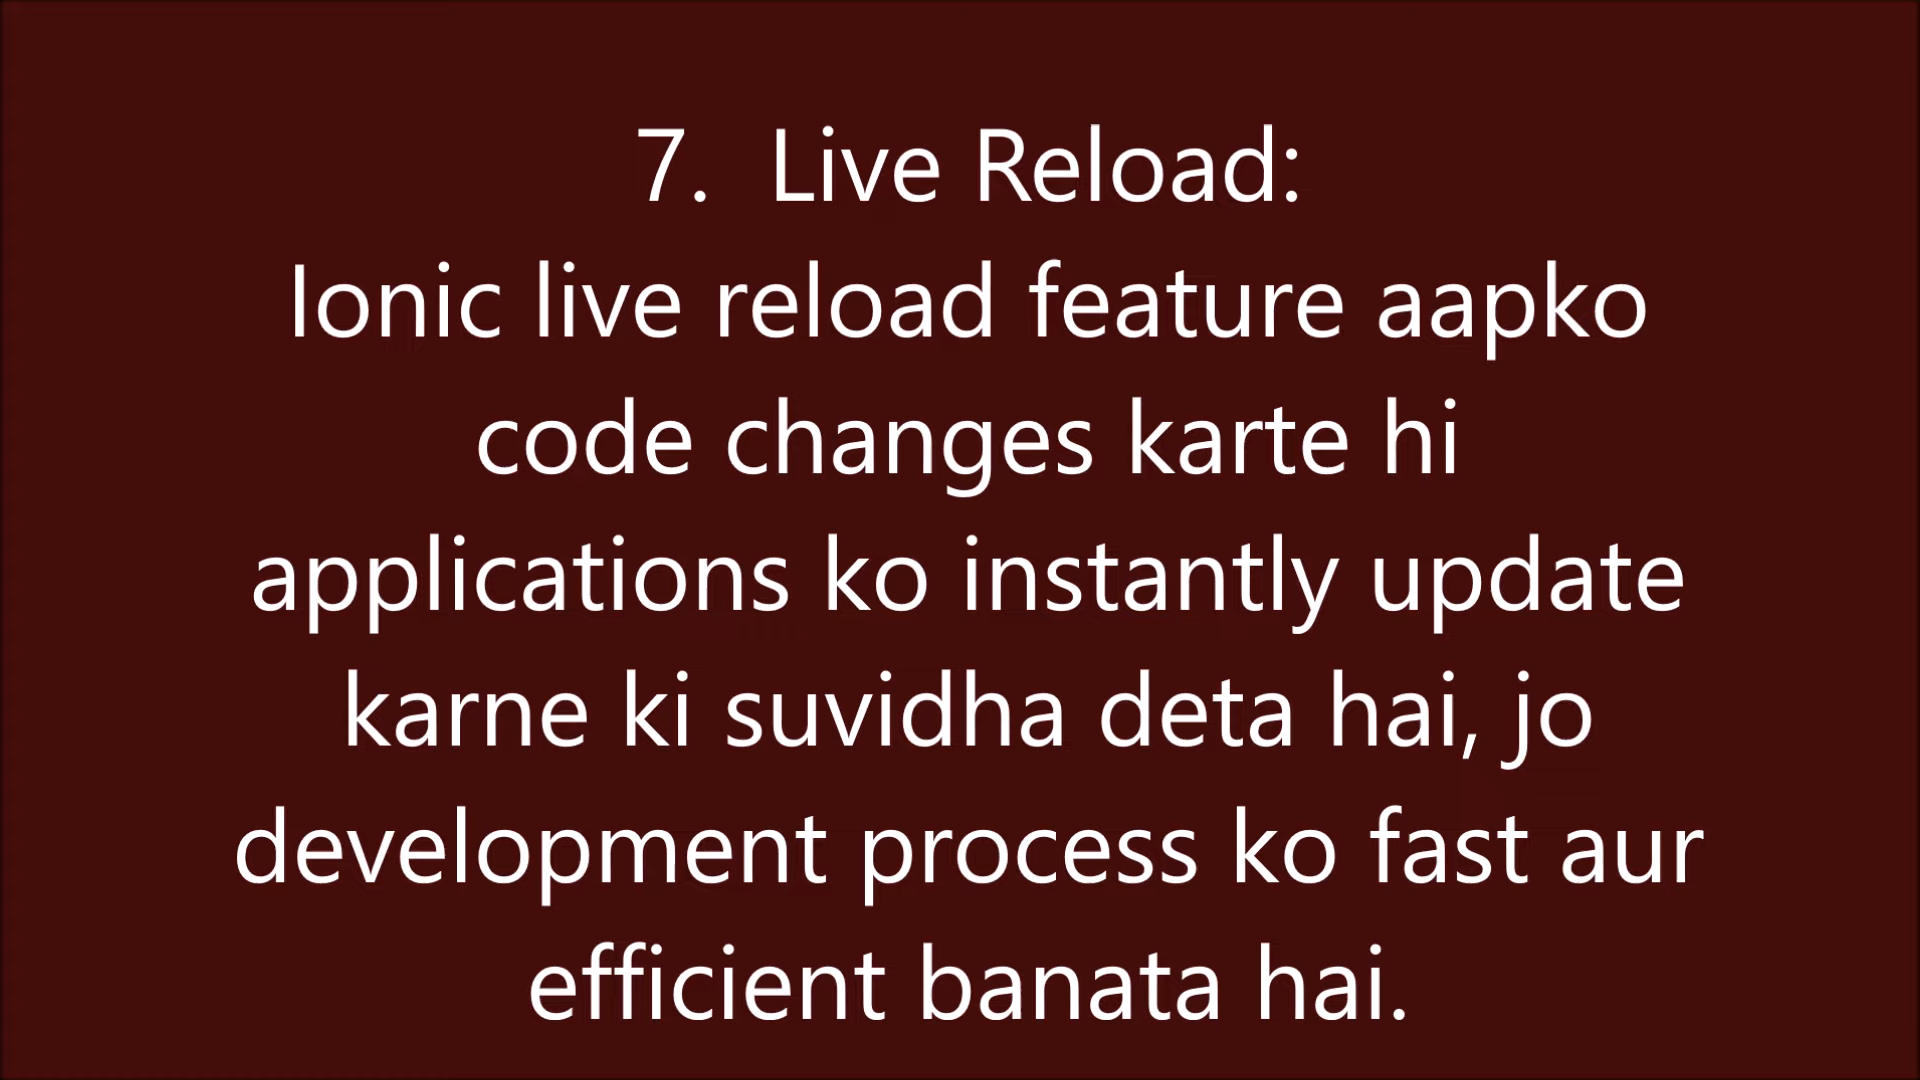 7.  Live Reload:
Ionic live reload feature aapko
code changes karte hi
applications ko instantly update
karne ki suvidha deta hai, jo
development process ko fast aur
efficient banata hai.